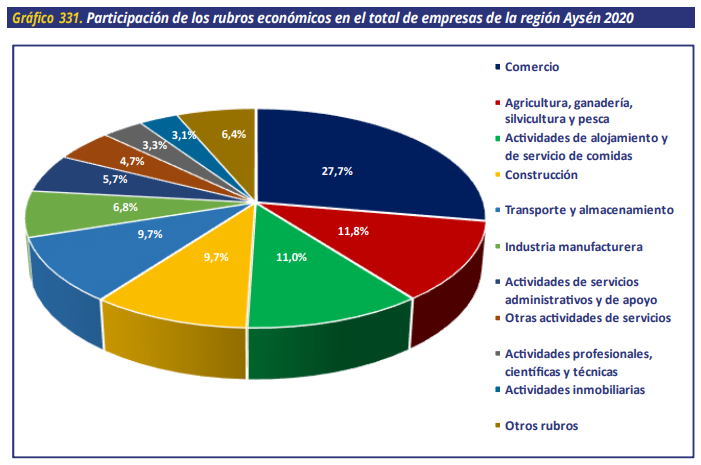 Gráfico 331. Participación de los rubros económicos en el total de empresas de la región Aysén 2020
27,7%
11,8%
11,0%
9,7%
9,7%
6,8%
5,7%
4,7%
3,3%
3,1%
6,4%
Comercio
Agricultura, ganadería,
silvicultura y pesca
Actividades de alojamiento y
de servicio de comidas
Construcción
Transporte y almacenamiento
Industria manufacturera
Actividades de servicios
administrativos y de apoyo
Otras actividades de servicios
Actividades profesionales,
científicas y técnicas
Actividades inmobiliarias
Otros rubros